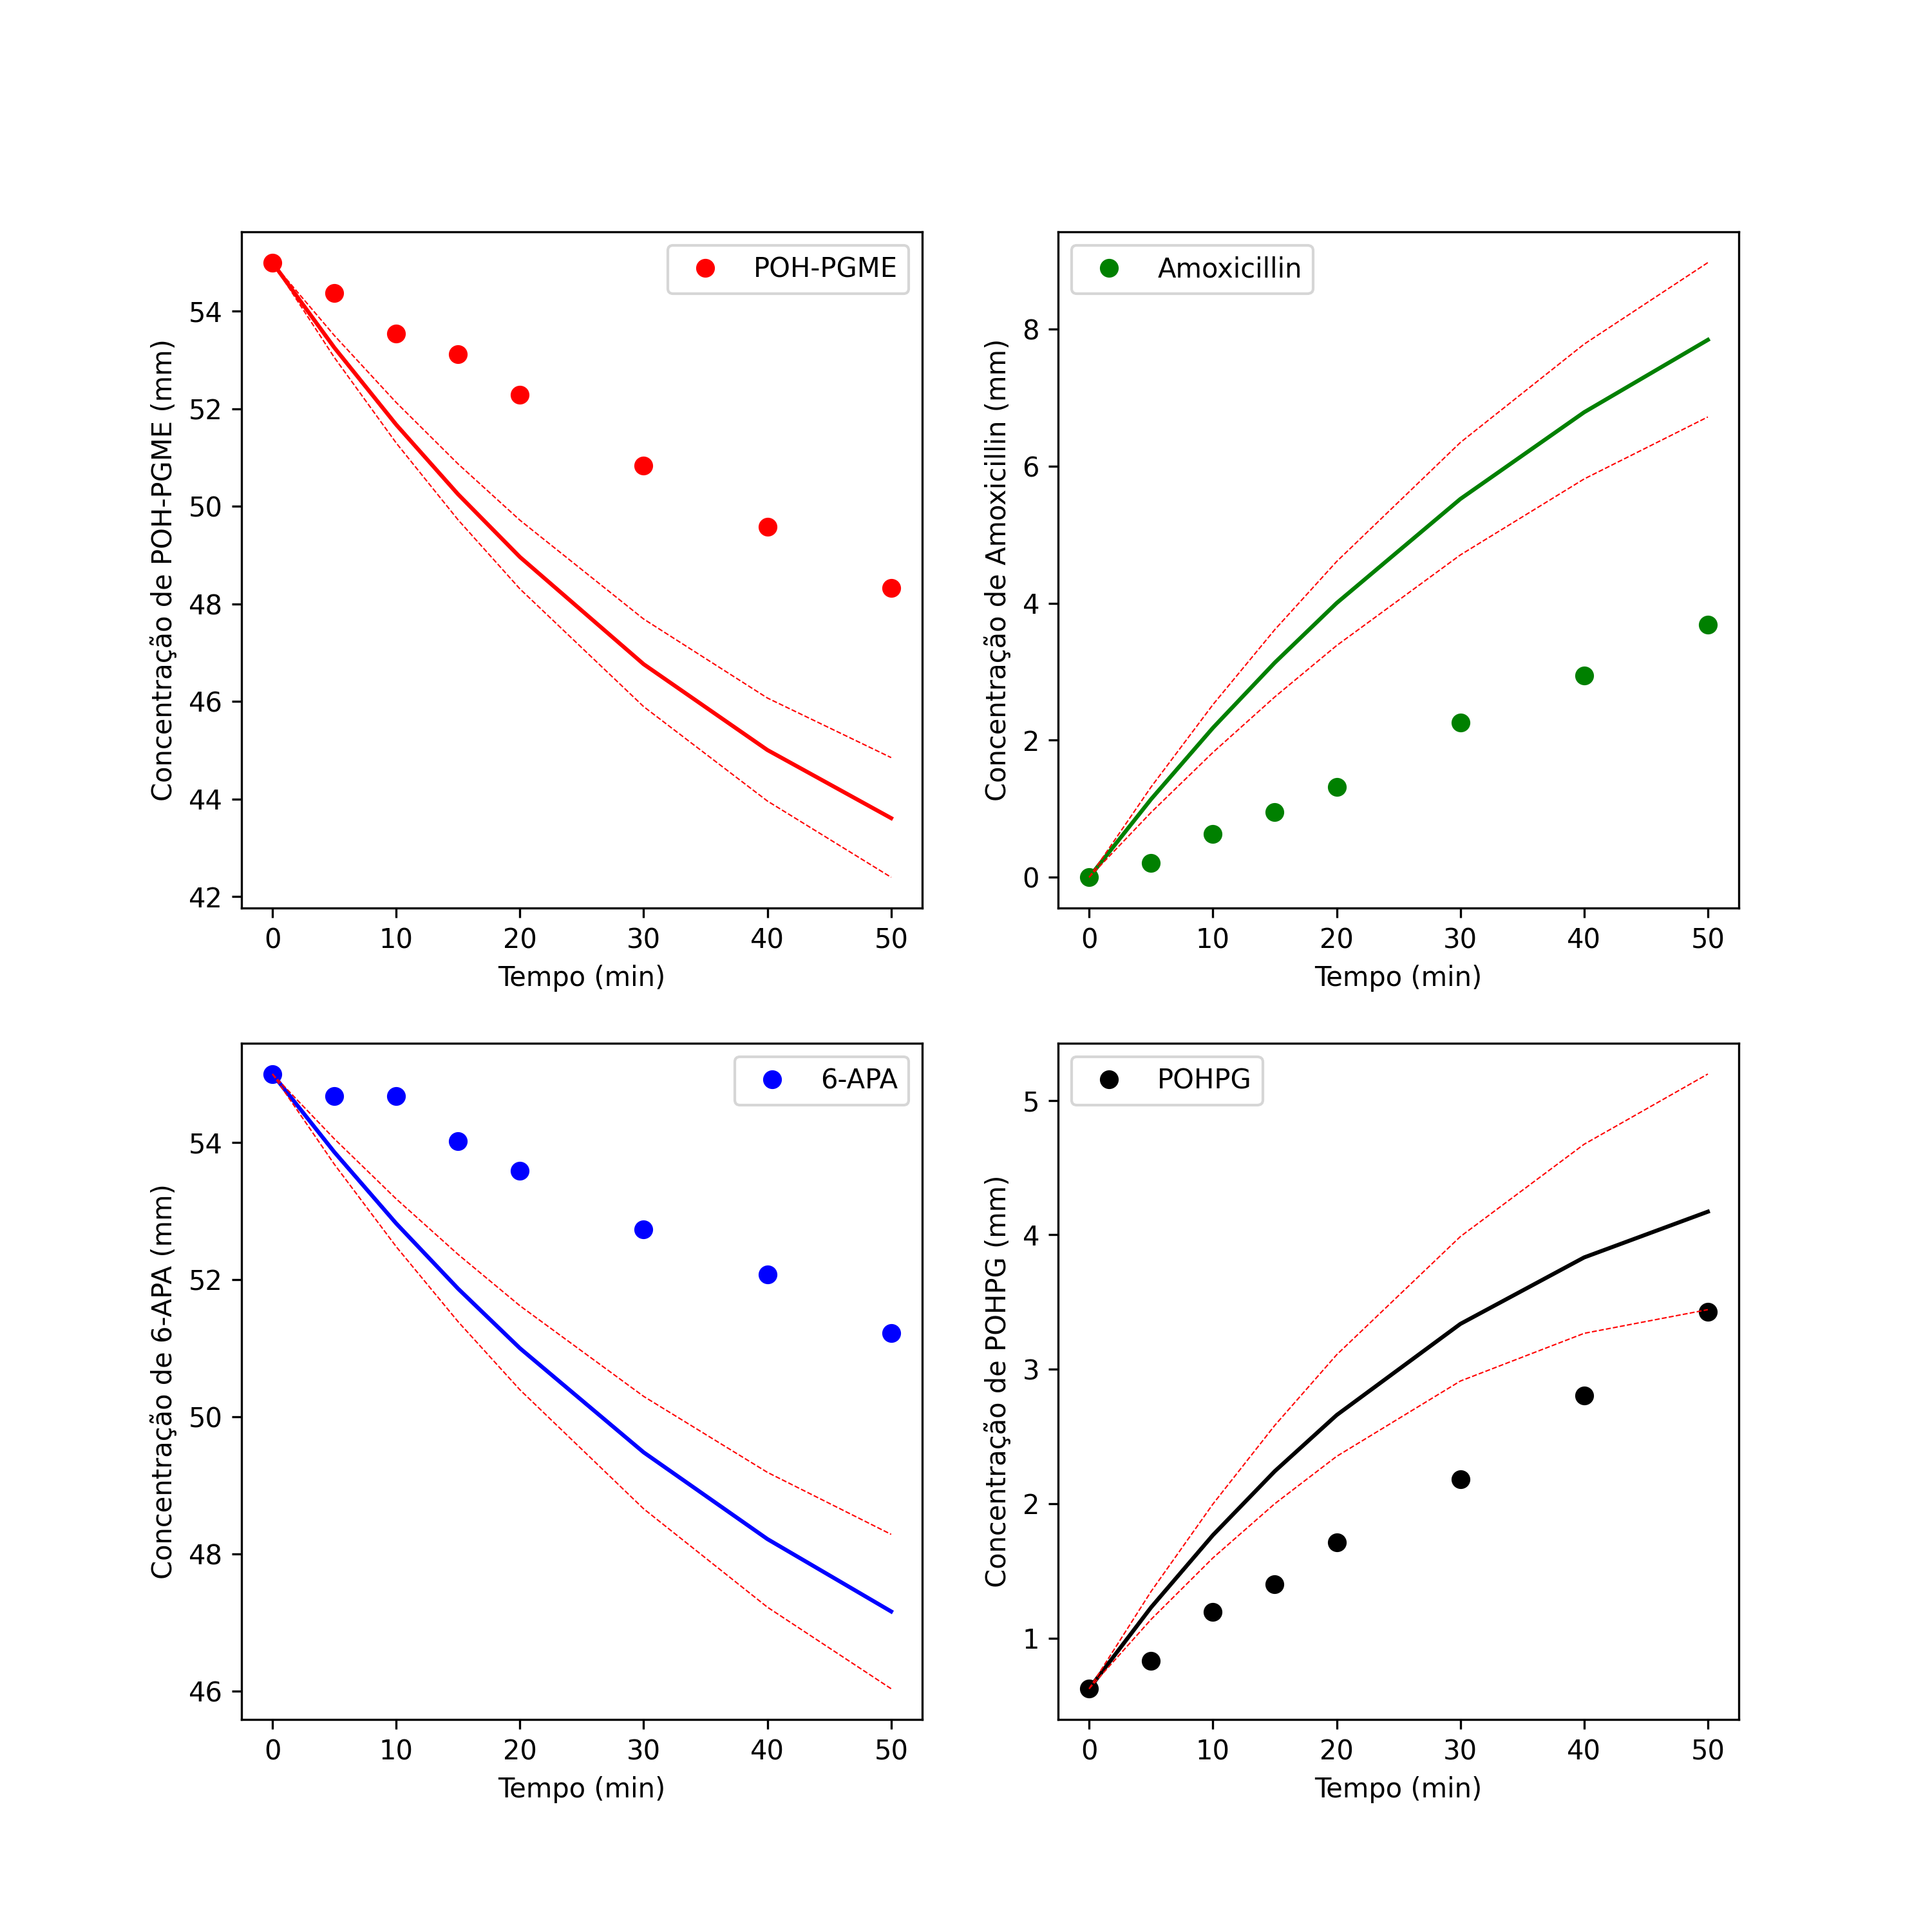 POH-PGME
54
52
50
48
46
44
42
Concentração de POH-PGME (mm)
0 10 20 30 40 50
Tempo (min)
Amoxicillin
8
6
4
2
0
Concentração de Amoxicillin (mm)
0 10 20 30 40 50
Tempo (min)
6-APA
54
52
50
48
46
Concentração de 6-APA (mm)
0 10 20 30 40 50
Tempo (min)
POHPG
5
4
3
2
1
Concentração de POHPG (mm)
0 10 20 30 40 50
Tempo (min)